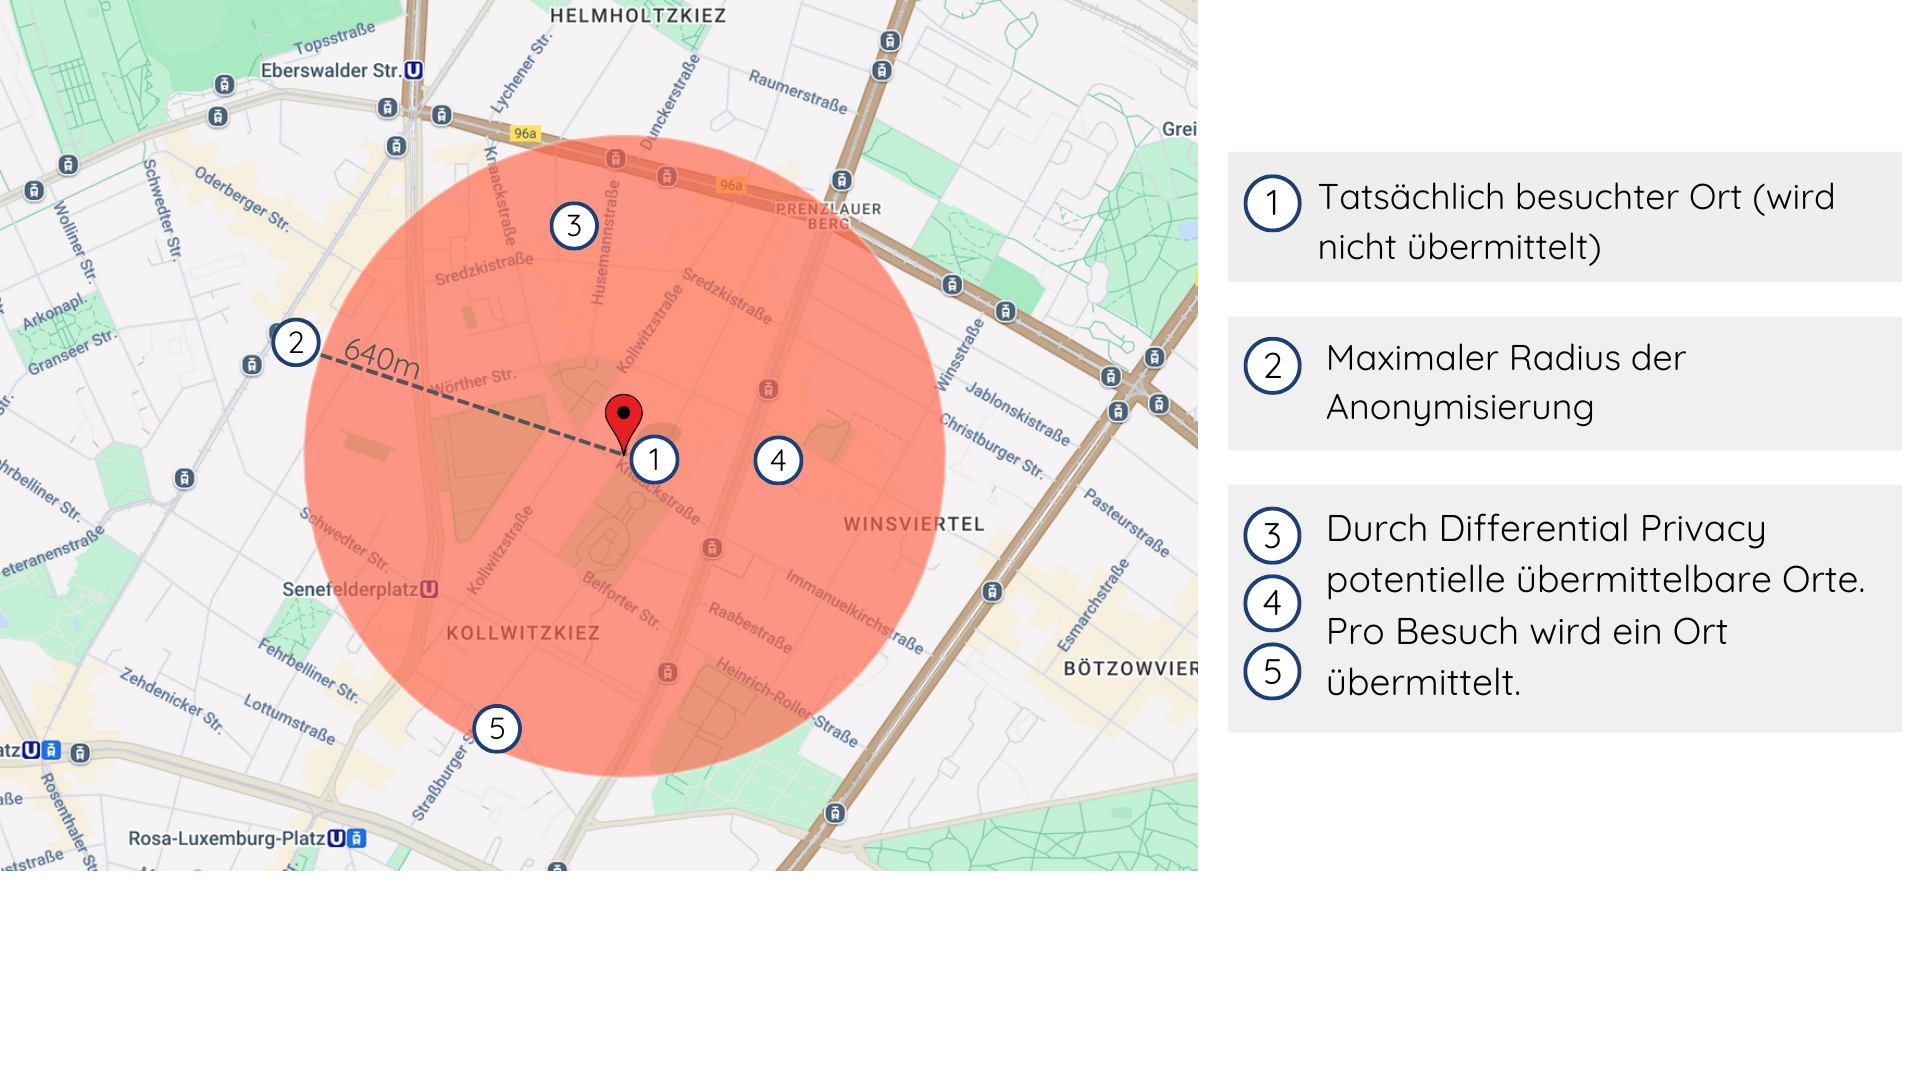 HELMHOLTZKIEZ
Topsstraße
Eberswalder Str. U
Lychener Str.
Dunckerstraße
Raumerstraße
Grei
96a
Knaackstraße
96a
Oderberger Str.
Schwedter Str.
Wolliner Str.
Husemannstraße
PRENZLAUER
BERG
3
Sredzkistraße
Sredzkistraße
Kollwitzstraße
Arkonapl.
Granseer Str.
Str.
2
640m
Wörther Str.
Winsstraße
Jablonskistraße
Christburger Str.
1
4
Knaackstraße
Fehrbelliner Str.
eteranenstraße
Schwedter Str.
Kollwitzstraße
WINSVIERTEL
Pasteurstraße
Senefelderplatz U
Belforter Str.
Immanuelkirchstraße
Raabestraße
Esmarchstraße
KOLLWITZKIEZ
Fehrbelliner Str.
Heinrich-Roller-Straße
BÖTZOWVIER
Zehdenicker Str.
Lottumstraße
5
Straßburger S
atz U
Rosenthaler St
aße
Rosa-Luxemburg-Platz U
ststraße
1 Tatsächlich besuchter Ort (wird
nicht übermittelt)
2 Maximaler Radius der
Anonymisierung
3 Durch Differential Privacy
4 potentielle übermittelbare Orte.
Pro Besuch wird ein Ort
5 übermittelt.